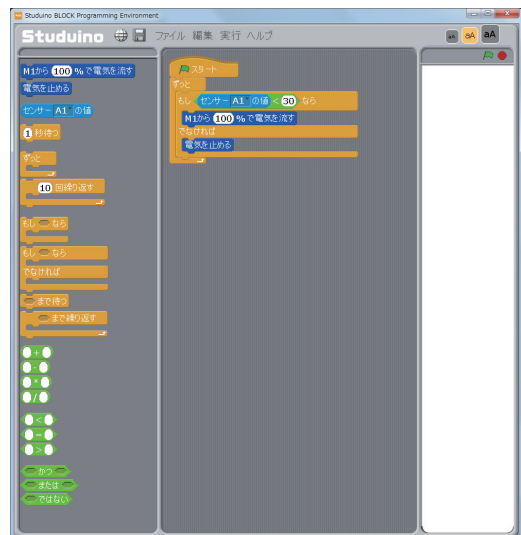 Studuino BLOCK Programming Environment
Studuino ファイル 編集 実行 ヘルプ aA aA aA
M1から 100 %で電気を流す
電気を止める
センサー A1 の値
1 秒待つ
ずっと
10 回繰り返す
もし なら
もし なら
でなければ
まで待つ
まで繰り返す
+
-
*
/
<
=
>
かつ
または
ではない
スタート
ずっと
もし センサー A1 の値 < 30 なら
M1から 100 %で電気を流す
でなければ
電気を止める